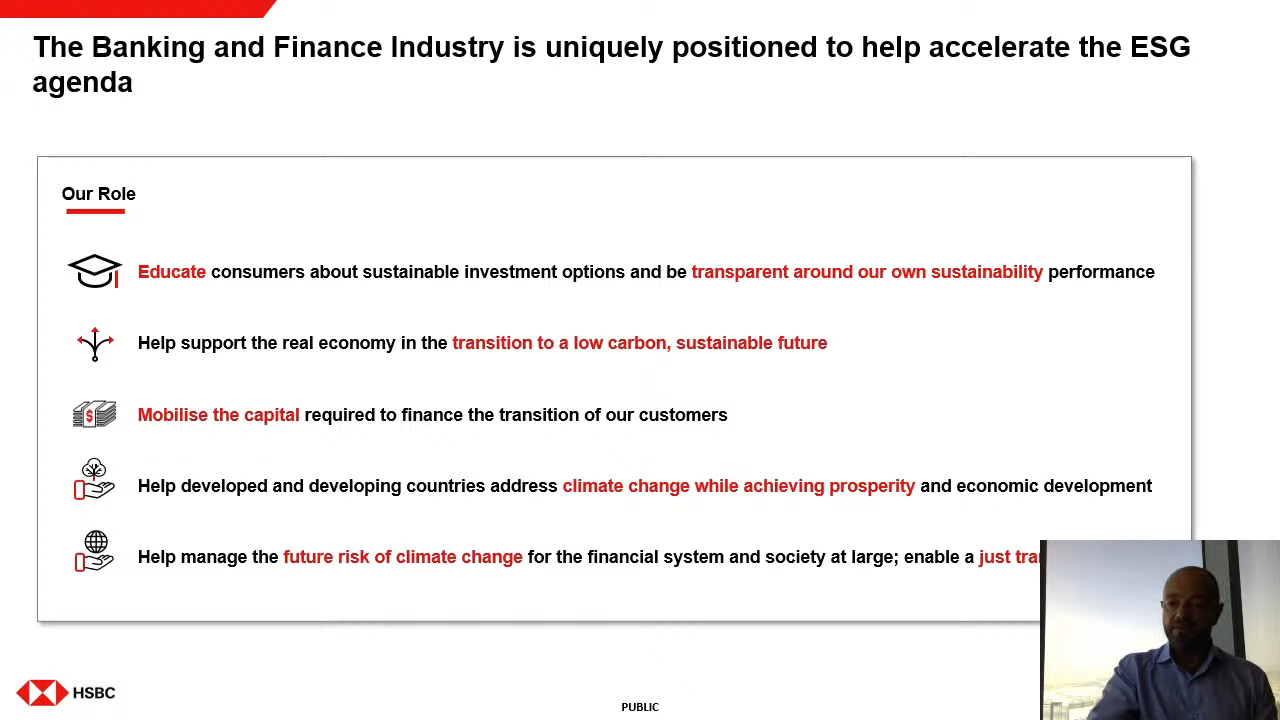 The Banking and Finance Industry is uniquely positioned to help accelerate the ESG
agenda
Our Role
Educate consumers about sustainable investment options and be transparent around our own sustainability performance
Help support the real economy in the transition to a low carbon, sustainable future
$
Mobilise the capital required to finance the transition of our customers
Help developed and developing countries address climate change while achieving prosperity and economic development
Help manage the future risk of climate change for the financial system and society at large; enable a just
HSBC
PUBLIC